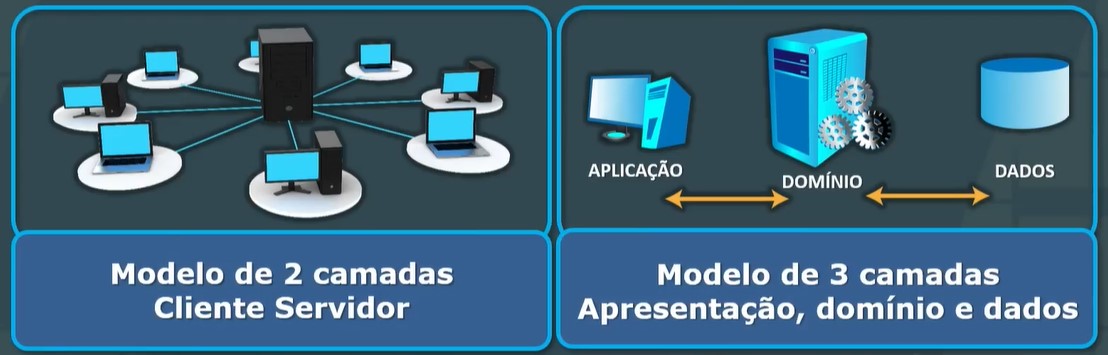 APLICAÇÃO
DOMÍNIO
DADOS
Modelo de 2 camadas
Cliente Servidor
Modelo de 3 camadas
Apresentação, domínio e dados